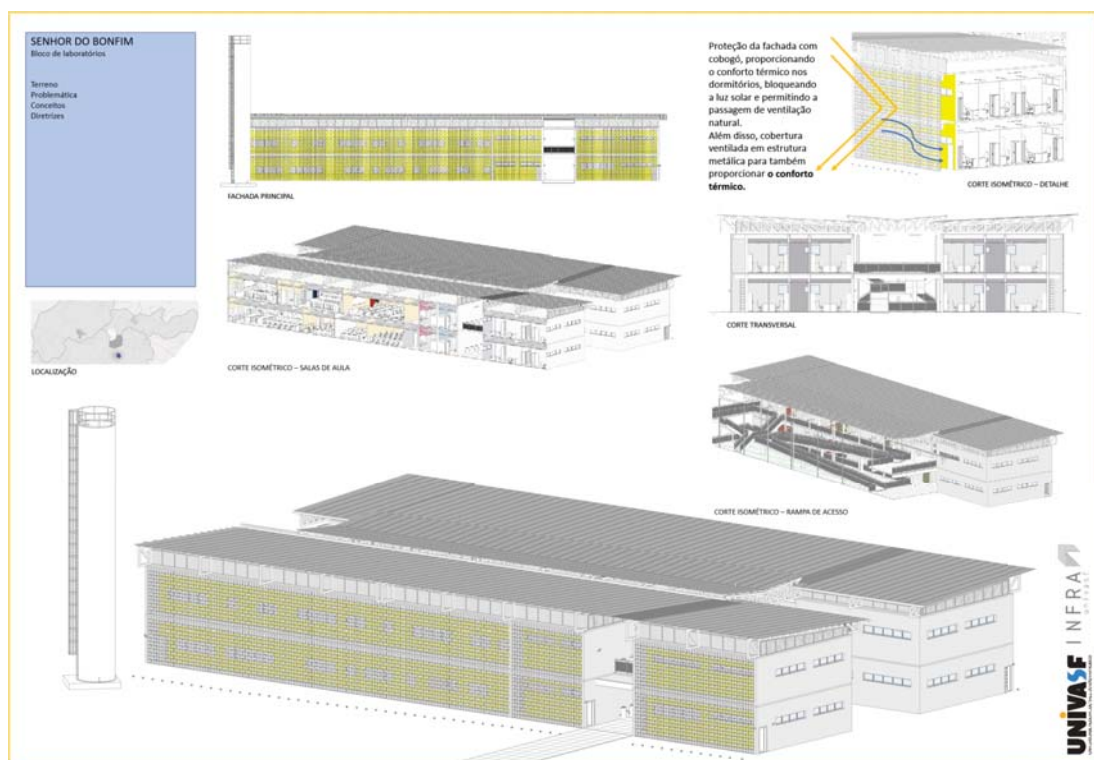 SENHOR DO BONFIM
Bloco de laboratórios
Terreno
Problemática
Conceitos
Diretrizes
LOCALIZAÇÃO
FACHADA PRINCIPAL
CORTE ISOMÉTRICO – SALAS DE AULA
Proteção da fachada com
cobogó, proporcionando
o conforto térmico nos
dormitórios, bloqueando
a luz solar e permitindo a
passagem de ventilação
natural.
Além disso, cobertura
ventilada em estrutura
metálica para também
proporcionar o conforto
térmico.
CORTE ISOMÉTRICO – DETALHE
CORTE TRANSVERSAL
CORTE ISOMÉTRICO – RAMPA DE ACESSO
INFRA
univasf
UNIVASF